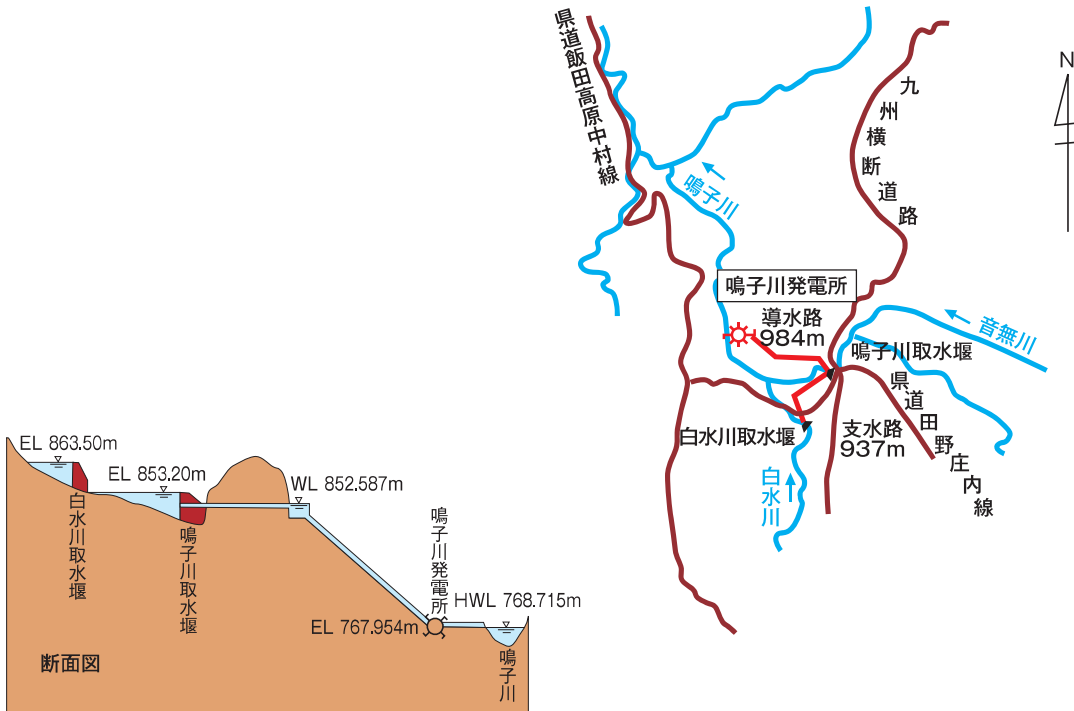 県道飯田高原中村線
九州横断道路
N
鳴子川
鳴子川発電所
導水路
984m
音無川
鳴子川取水堰
県道田野庄内線
白水川取水堰
支水路
937m
白水川
EL 863.50m
EL 853.20m
WL 852.587m
白水川取水堰
鳴子川取水堰
鳴子川発電所
HWL 768.715m
EL 767.954m
鳴子川
断面図